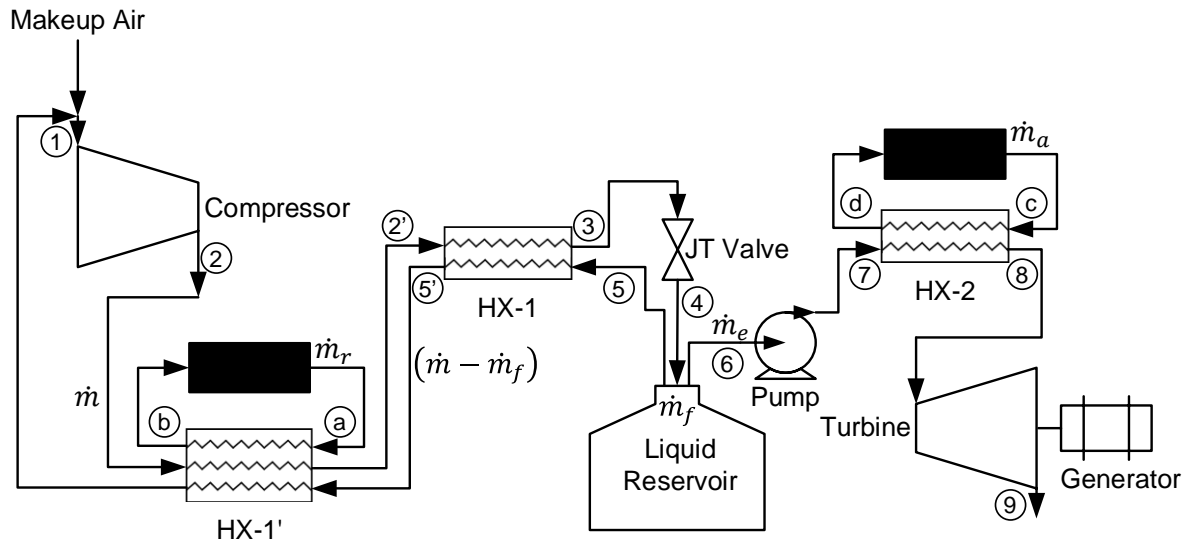 Makeup Air
1
Compressor
2
ṁ
ṁ_r
b
a
HX-1'
2'
5'
HX-1
3
5
(ṁ − ṁ_f)
JT Valve
4
ṁ_e
6
Pump
ṁ_f
Liquid
Reservoir
ṁ_a
d
c
7
8
HX-2
Turbine
Generator
9